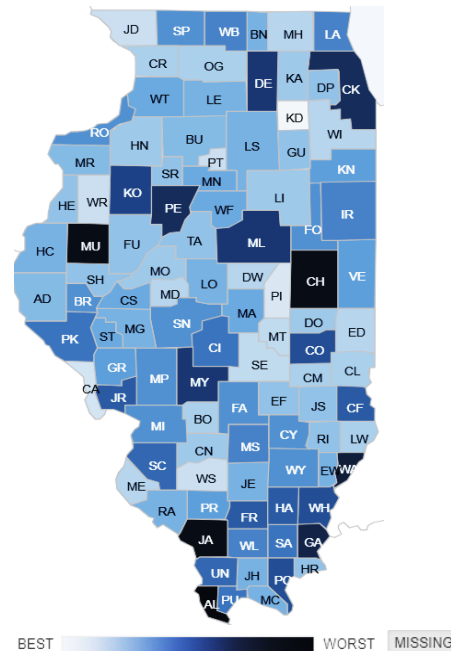 JD SP WB BN MH LA
CR OG DE KA DP CK
WT LE KD WI
RO HN BU LS GU KN
MR SR PT
HE WR KO PE MN WF LI IR
HC MU FU TA ML FO
SH MO DW CH VE
AD BR CS MD LO PI
PK ST MG SN MA MT DO ED
CI CO
GR MP MY SE CM CL
CA JR EF
MI BO FA JS CF
SC CN MS CY RI LW
ME WS WY EW WA
RA PR JE
JA FR HA WH
WL SA GA
UN JH PO HR
AL PU MC
BEST WORST MISSING